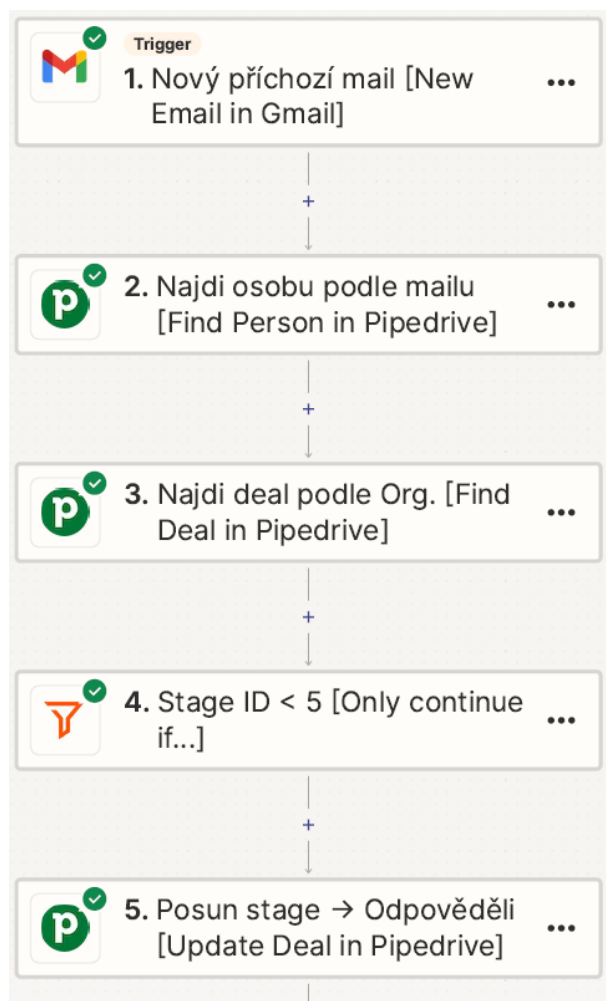 Trigger
1. Nový příchozí mail [New
Email in Gmail]
2. Najdi osobu podle mailu
[Find Person in Pipedrive]
3. Najdi deal podle Org. [Find
Deal in Pipedrive]
4. Stage ID < 5 [Only continue
if...]
5. Posun stage → Odpověděli
[Update Deal in Pipedrive]